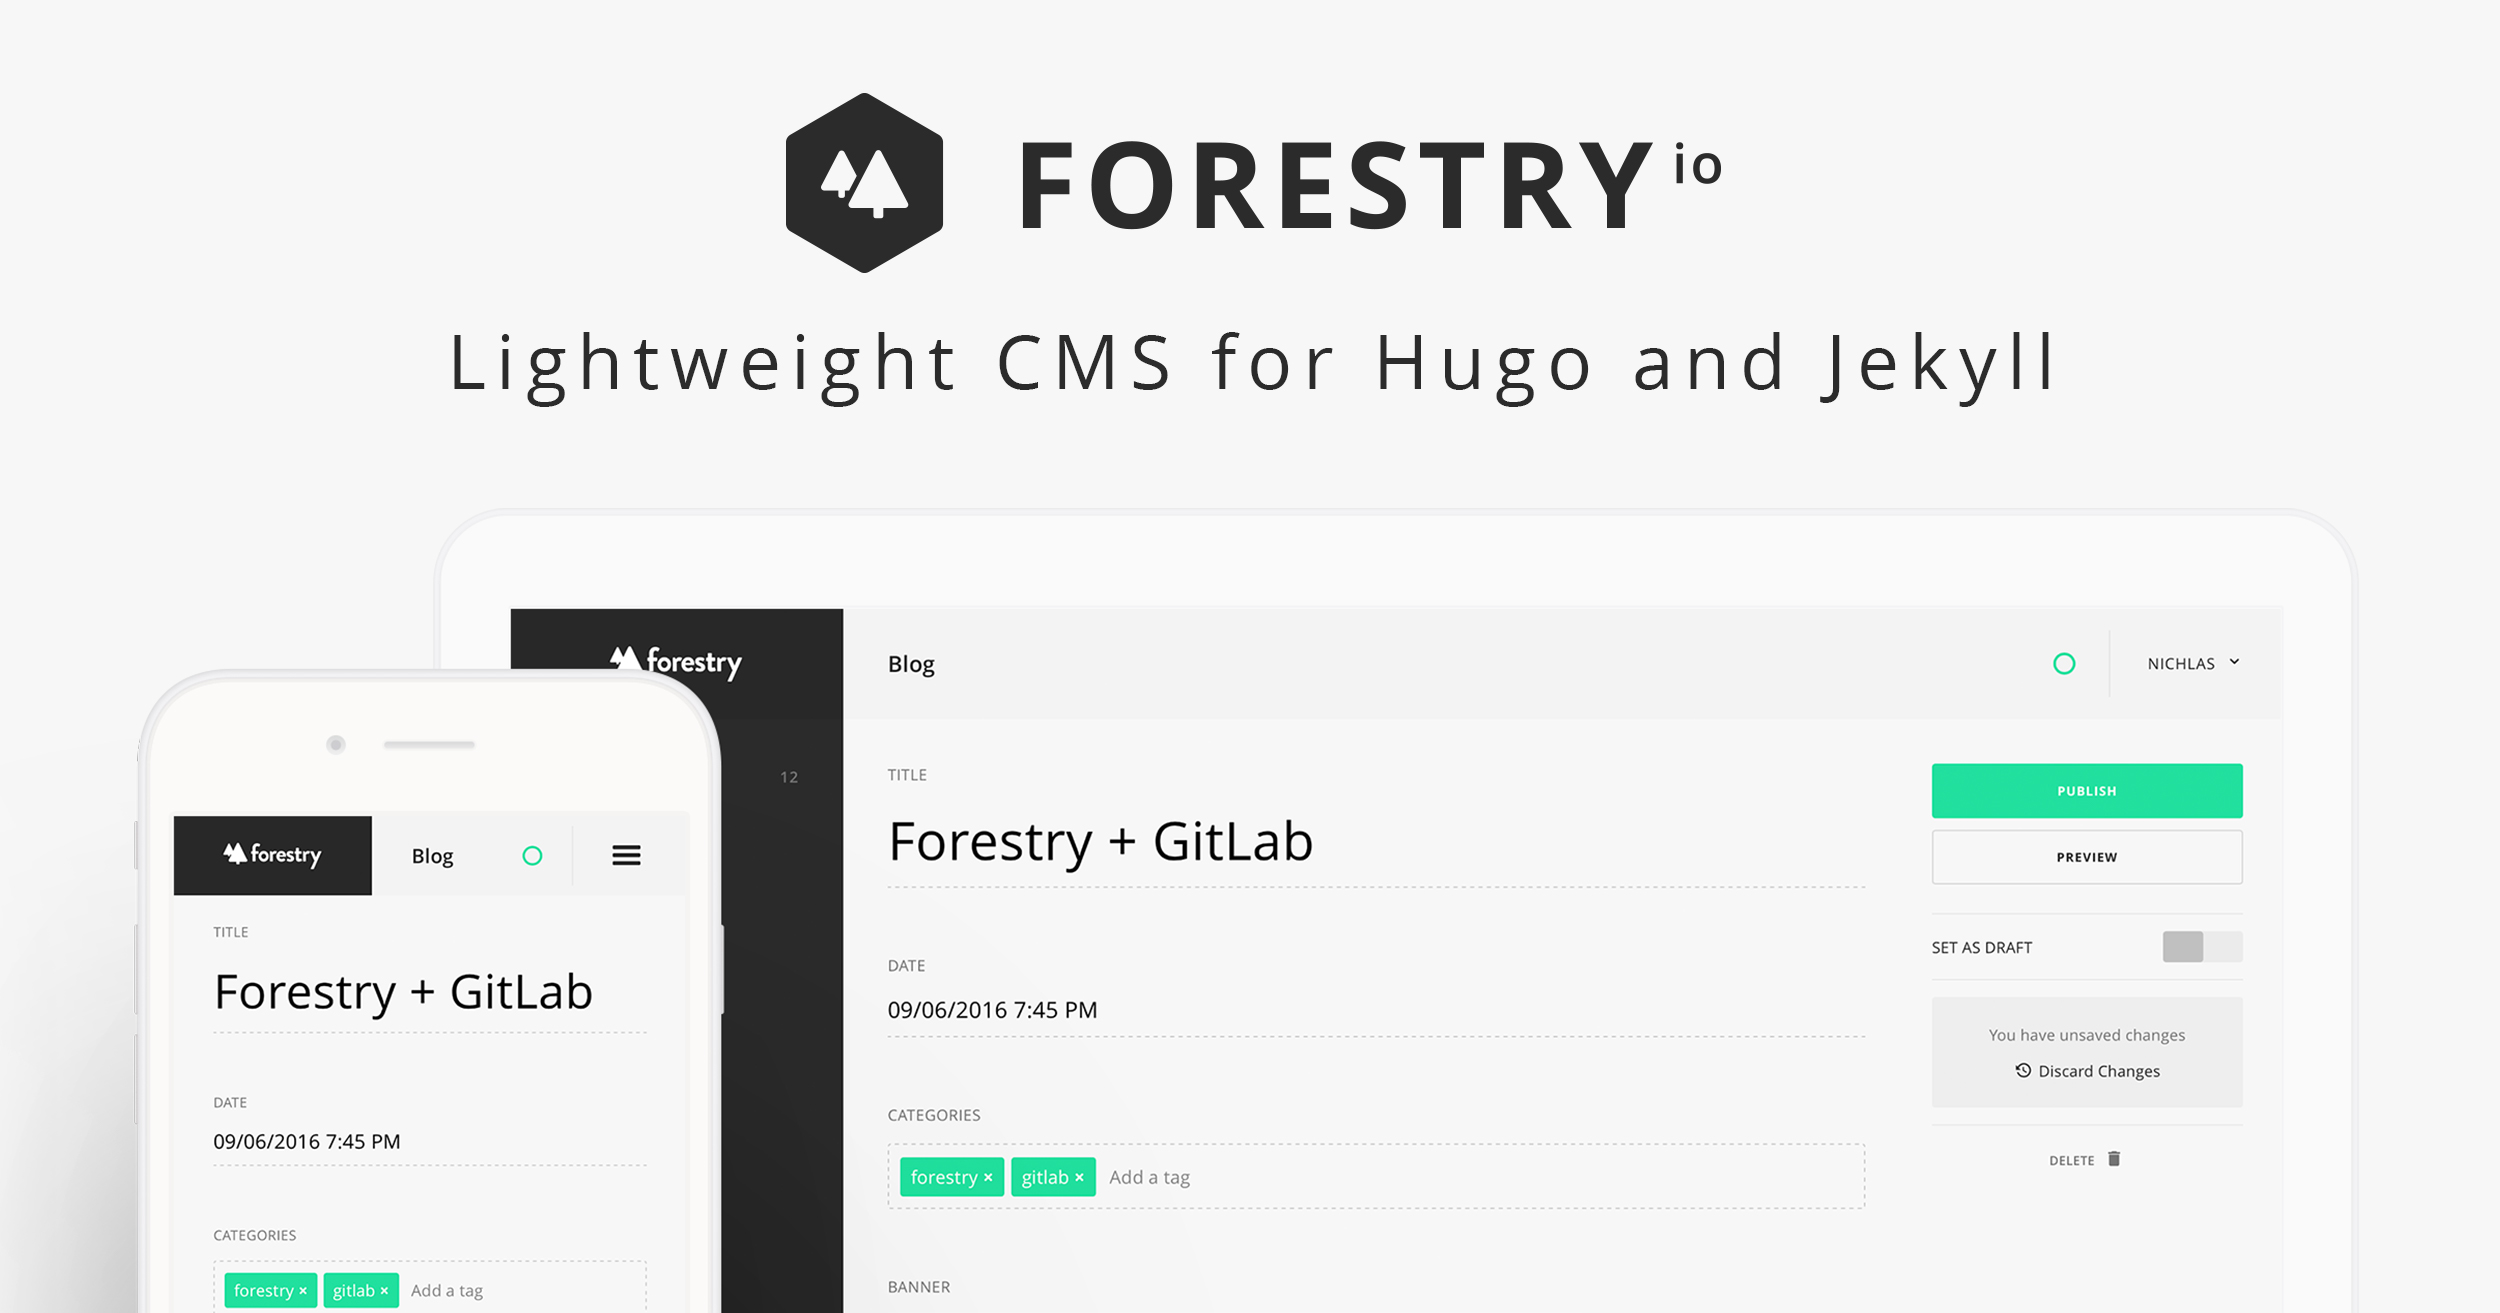 FORESTRY io
Lightweight CMS for Hugo and Jekyll
forestry
Blog
NICHLAS
12
TITLE
Forestry + GitLab
DATE
09/06/2016 7:45 PM
CATEGORIES
forestry × gitlab × Add a tag
BANNER
PUBLISH
PREVIEW
SET AS DRAFT
You have unsaved changes
Discard Changes
DELETE
forestry
Blog
TITLE
Forestry + GitLab
DATE
09/06/2016 7:45 PM
CATEGORIES
forestry × gitlab × Add a tag